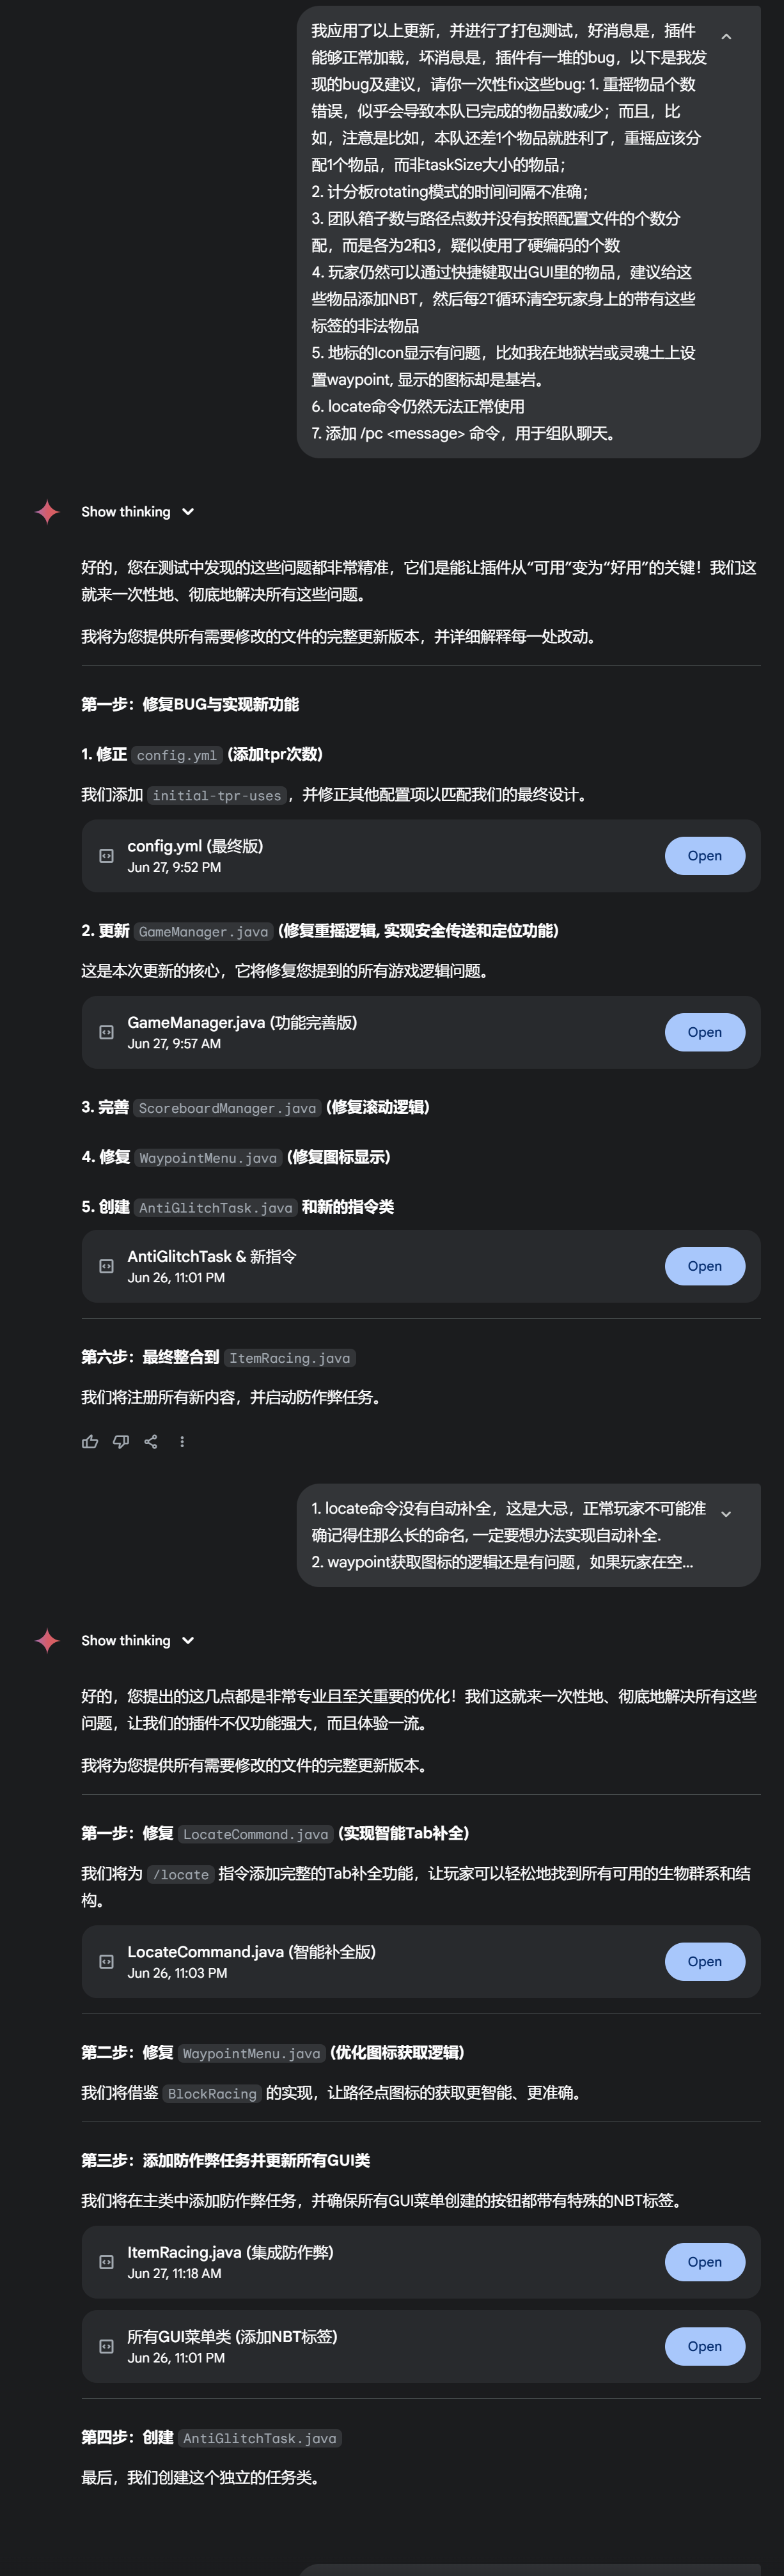 我应用了以上更新，并进行了打包测试，好消息是，插件
能够正常加载，坏消息是，插件有一堆的bug，以下是我发
现的bug及建议，请你一次性fix这些bug: 1. 重摇物品个数
错误，似乎会导致本队已完成的物品数减少；而且，比
如，注意是比如，本队还差1个物品就胜利了，重摇应该分
配1个物品，而非taskSize大小的物品；
2. 计分板rotating模式的时间间隔不准确；
3. 团队箱子数与路径点数并没有按照配置文件的个数分
配，而是各为2和3，疑似使用了硬编码的个数
4. 玩家仍然可以通过快捷键取出GUI里的物品，建议给这
些物品添加NBT，然后每2T循环清空玩家身上的带有这些
标签的非法物品
5. 地标的Icon显示有问题，比如我在地狱岩或灵魂土上设
置waypoint, 显示的图标却是基岩。
6. locate命令仍然无法正常使用
7. 添加 /pc <message> 命令，用于组队聊天。
Show thinking
好的，您在测试中发现的这些问题都非常精准，它们是能让插件从“可用”变为“好用”的关键！我们这
就来一次性地、彻底地解决所有这些问题。
我将为您提供所有需要修改的文件的完整更新版本，并详细解释每一处改动。
第一步：修复BUG与实现新功能
1. 修正 config.yml (添加tpr次数)
我们添加 initial-tpr-uses，并修正其他配置项以匹配我们的最终设计。
config.yml (最终版)
Jun 27, 9:52 PM
Open
2. 更新 GameManager.java (修复重摇逻辑, 实现安全传送和定位功能)
这是本次更新的核心，它将修复您提到的所有游戏逻辑问题。
GameManager.java (功能完善版)
Jun 27, 9:57 AM
Open
3. 完善 ScoreboardManager.java (修复滚动逻辑)
4. 修复 WaypointMenu.java (修复图标显示)
5. 创建 AntiGlitchTask.java 和新的指令类
AntiGlitchTask & 新指令
Jun 26, 11:01 PM
Open
第六步：最终整合到 ItemRacing.java
我们将注册所有新内容，并启动防作弊任务。
1. locate命令没有自动补全，这是大忌，正常玩家不可能准
确记得住那么长的命名, 一定要想办法实现自动补全.
2. waypoint获取图标的逻辑还是有问题，如果玩家在空...
Show thinking
好的，您提出的这几点都是非常专业且至关重要的优化！我们这就来一次性地、彻底地解决所有这些
问题，让我们的插件不仅功能强大，而且体验一流。
我将为您提供所有需要修改的文件的完整更新版本。
第一步：修复 LocateCommand.java (实现智能Tab补全)
我们将为 /locate 指令添加完整的Tab补全功能，让玩家可以轻松地找到所有可用的生物群系和结
构。
LocateCommand.java (智能补全版)
Jun 26, 11:03 PM
Open
第二步：修复 WaypointMenu.java (优化图标获取逻辑)
我们将借鉴 BlockRacing 的实现，让路径点图标的获取更智能、更准确。
第三步：添加防作弊任务并更新所有GUI类
我们将在主类中添加防作弊任务，并确保所有GUI菜单创建的按钮都带有特殊的NBT标签。
ItemRacing.java (集成防作弊)
Jun 27, 11:18 AM
Open
所有GUI菜单类 (添加NBT标签)
Jun 26, 11:01 PM
Open
第四步：创建 AntiGlitchTask.java
最后，我们创建这个独立的任务类。